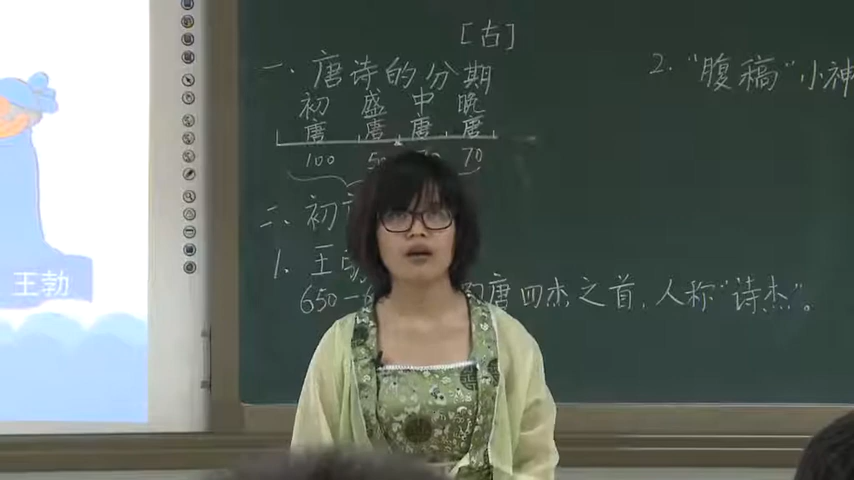 [古]
一、唐诗的分期
初唐 盛唐 中唐 晚唐
100 70
二、初
1、王勃
650— 初唐四杰之首，人称“诗杰”。
2.“腹稿”小神
王勃